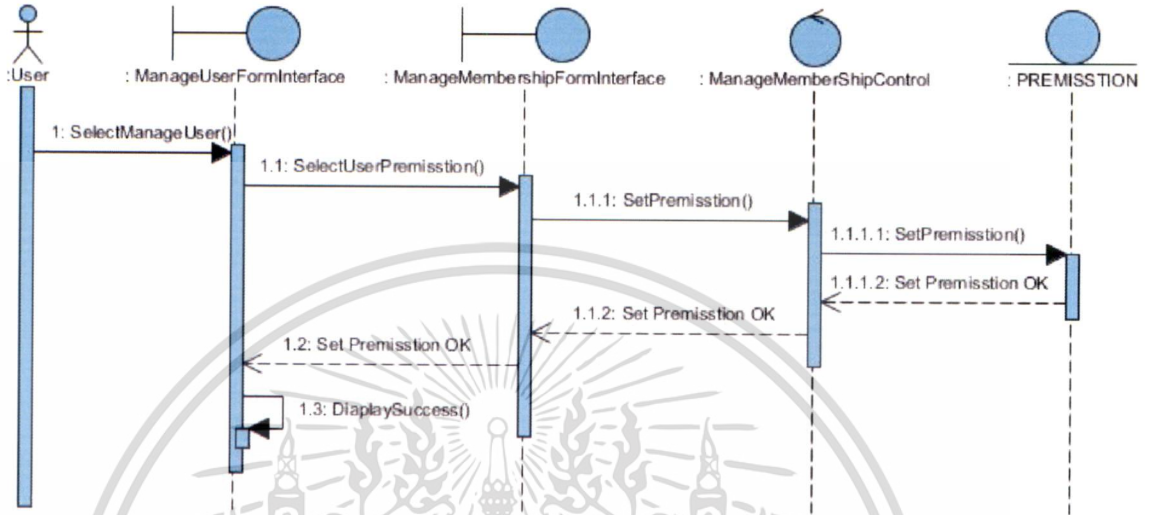 :User
: ManageUserFormInterface
: ManageMembershipFormInterface
: ManageMemberShipControl
: PREMISSTION
1: SelectManageUser()
1.1: SelectUserPremisstion()
1.1.1: SetPremisstion()
1.1.1.1: SetPremisstion()
1.1.1.2: Set Premisstion OK
1.1.2: Set Premisstion OK
1.2: Set Premisstion OK
1.3: DiaplaySuccess()